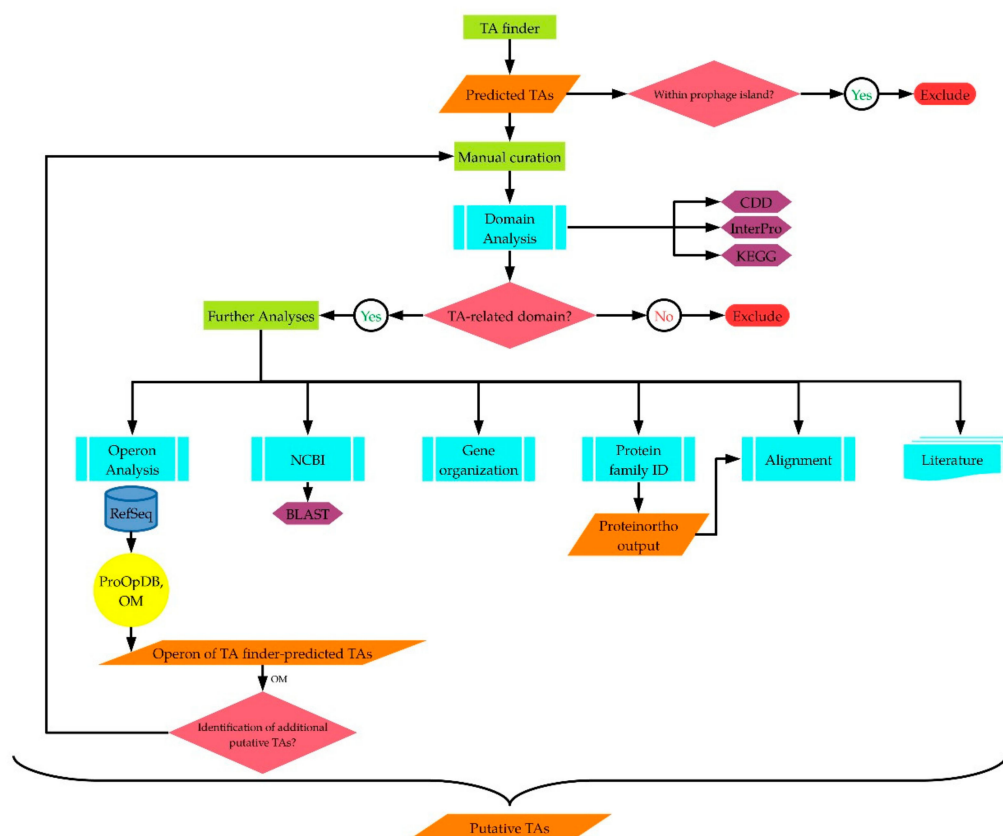 TA finder
Predicted TAs
Within prophage island?
Yes
Exclude
Manual curation
Domain
Analysis
CDD
InterPro
KEGG
Further Analyses
Yes
TA-related domain?
No
Exclude
Operon
Analysis
NCBI
Gene
organization
Protein
family ID
Alignment
Literature
RefSeq
BLAST
Proteinortho
output
ProOpDB,
OM
Operon of TA finder-predicted TAs
OM
Identification of additional
putative TAs?
Putative TAs